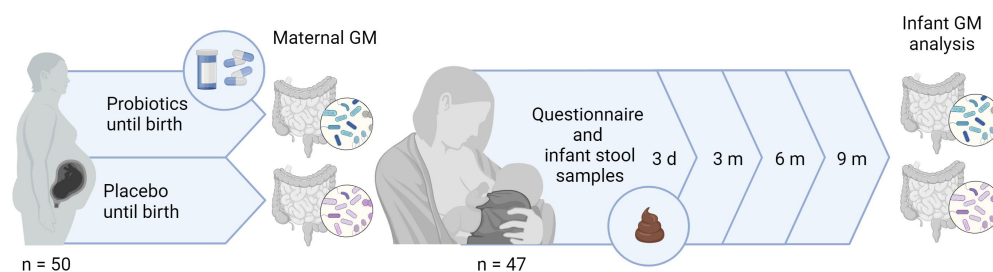 Probiotics
until birth
Placebo
until birth
n = 50
Maternal GM
Questionnaire
and
infant stool
samples
3 d
3 m
6 m
9 m
n = 47
Infant GM
analysis